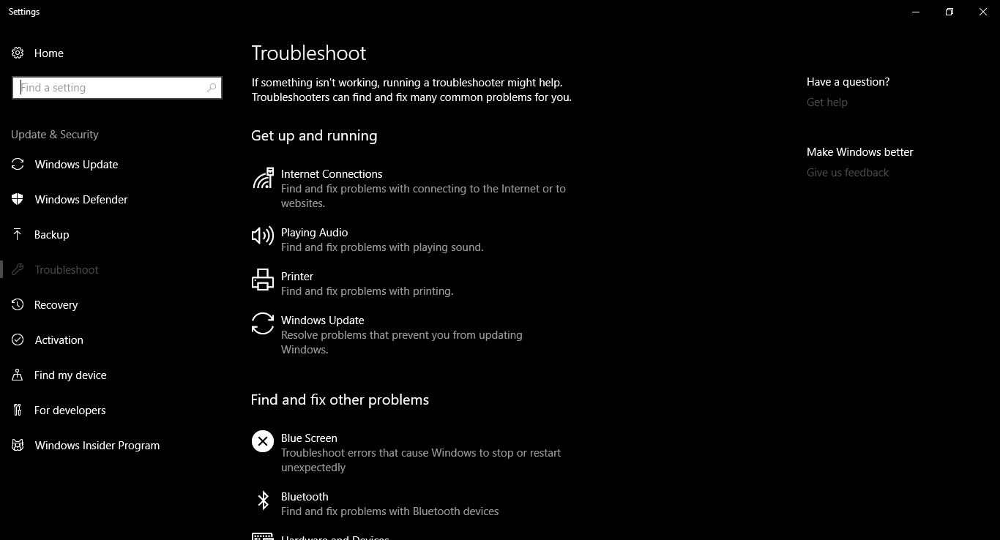 Settings
Home
Find a setting
Update & Security
Windows Update
Windows Defender
Backup
Troubleshoot
Recovery
Activation
Find my device
For developers
Windows Insider Program
Troubleshoot
If something isn't working, running a troubleshooter might help.
Troubleshooters can find and fix many common problems for you.
Get up and running
Internet Connections
Find and fix problems with connecting to the Internet or to
websites.
Playing Audio
Find and fix problems with playing sound.
Printer
Find and fix problems with printing.
Windows Update
Resolve problems that prevent you from updating
Windows.
Find and fix other problems
Blue Screen
Troubleshoot errors that cause Windows to stop or restart
unexpectedly
Bluetooth
Find and fix problems with Bluetooth devices
Hardware and Devices
Have a question?
Get help
Make Windows better
Give us feedback